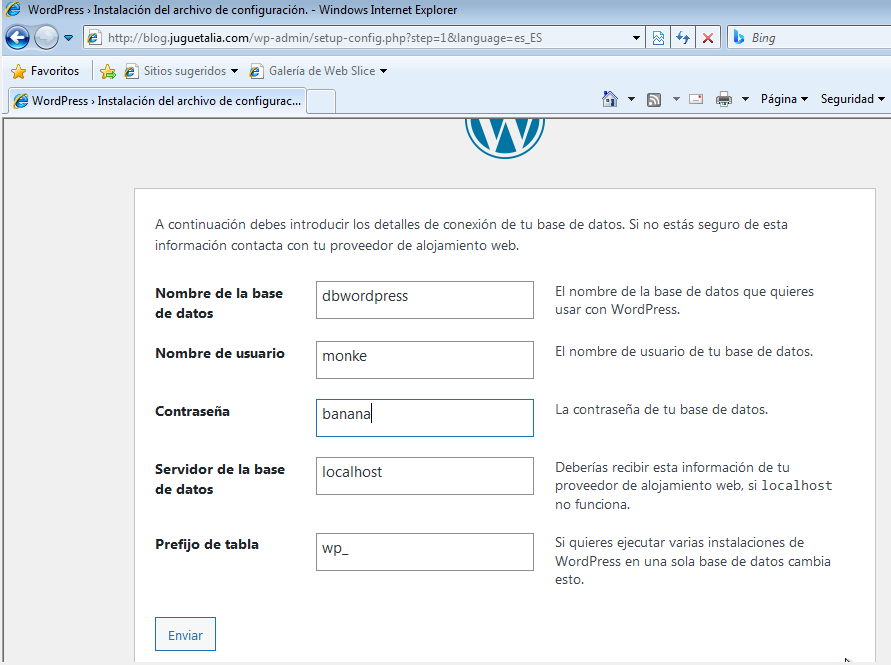 WordPress › Instalación del archivo de configuración. - Windows Internet Explorer
http://blog.juguetalia.com/wp-admin/setup-config.php?step=1&language=es_ES
Bing
Favoritos
Sitios sugeridos
Galería de Web Slice
WordPress › Instalación del archivo de configurac...
Página
Seguridad
A continuación debes introducir los detalles de conexión de tu base de datos. Si no estás seguro de esta
información contacta con tu proveedor de alojamiento web.
Nombre de la base
de datos
dbwordpress
El nombre de la base de datos que quieres
usar con WordPress.
Nombre de usuario
monke
El nombre de usuario de tu base de datos.
Contraseña
banana
La contraseña de tu base de datos.
Servidor de la base
de datos
localhost
Deberías recibir esta información de tu
proveedor de alojamiento web, si localhost
no funciona.
Prefijo de tabla
wp_
Si quieres ejecutar varias instalaciones de
WordPress en una sola base de datos cambia
esto.
Enviar